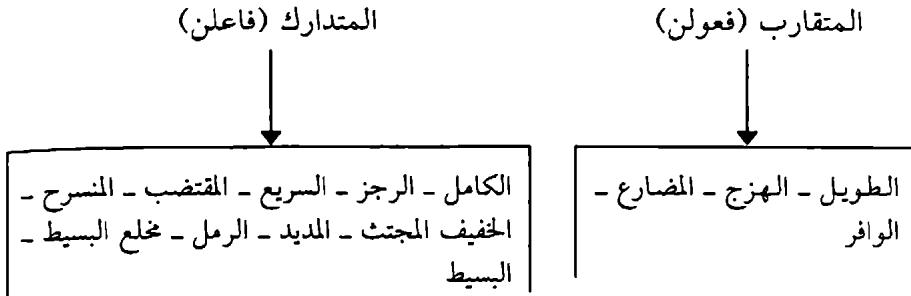 المتقارب (فعولن)
الطويل ـ الهزج ـ المضارع ـ
الوافر
المتدارك (فاعلن)
الكامل ـ الرجز ـ السريع ـ المقتضب ـ المنسرح ـ
الخفيف المجتث ـ المديد ـ الرمل ـ مخلع البسيط ـ
البسيط